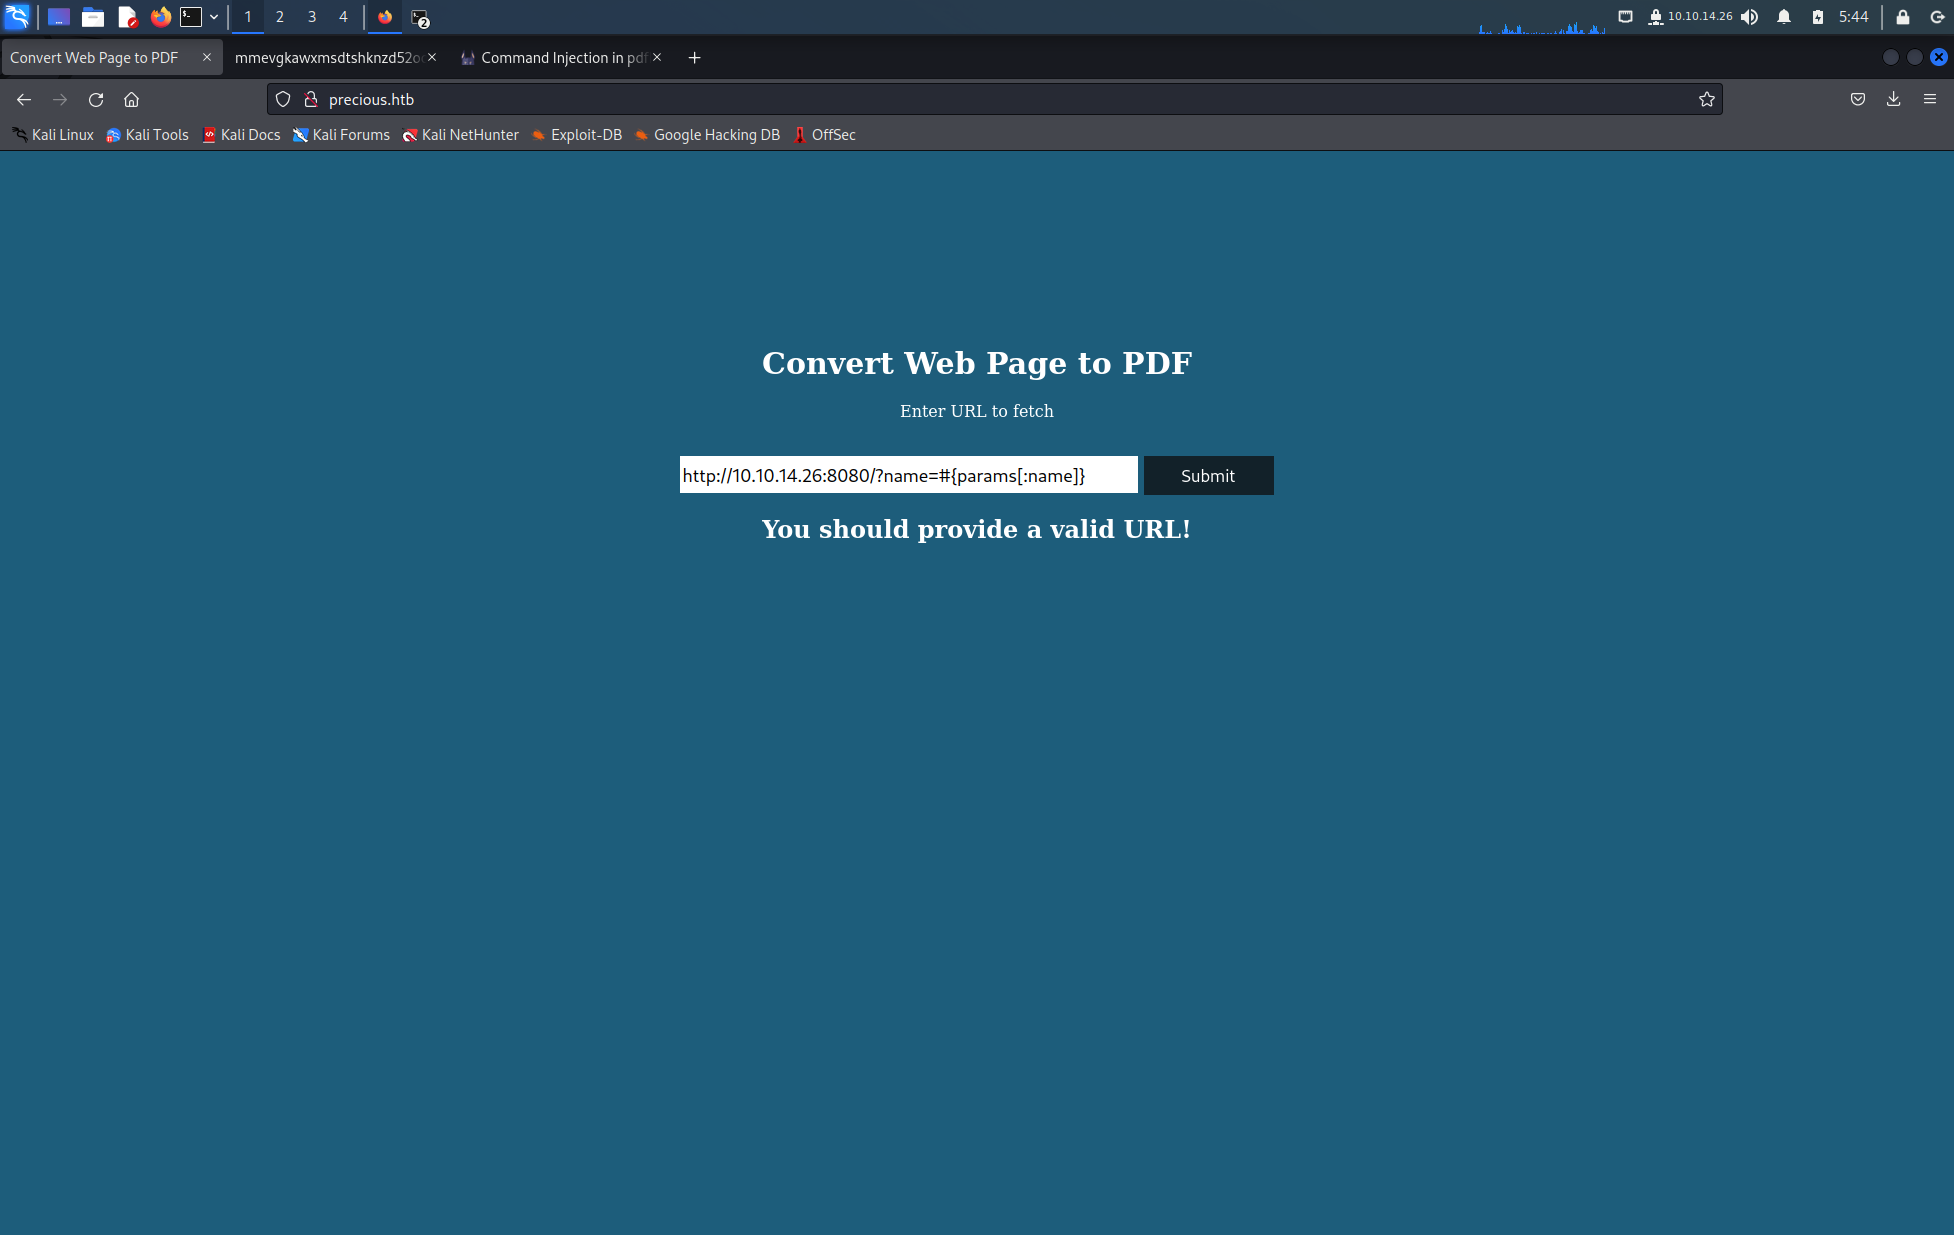 1 2 3 4 2 10.10.14.26 5:44
Convert Web Page to PDF mmevgkawxmsdtshknzd52o Command Injection in pdf
precious.htb
Kali Linux Kali Tools Kali Docs Kali Forums Kali NetHunter Exploit-DB Google Hacking DB OffSec
Convert Web Page to PDF
Enter URL to fetch
http://10.10.14.26:8080/?name=#{params[:name]} Submit
You should provide a valid URL!